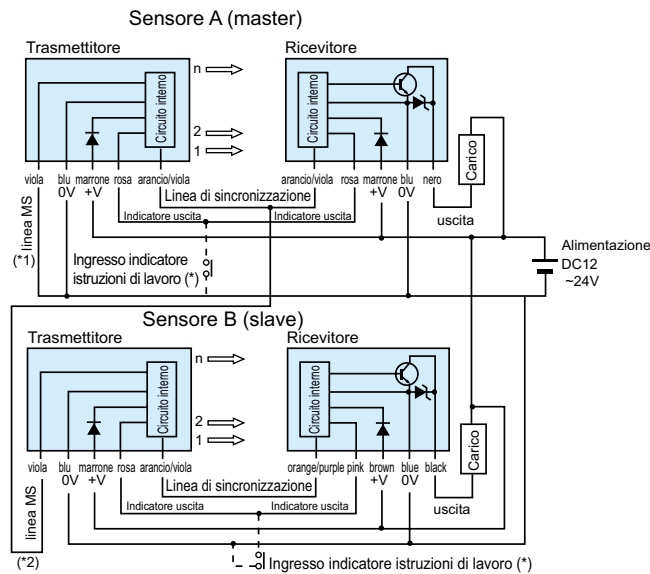 Sensore A (master)
Trasmettitore
Ricevitore
n
2
1
Circuito interno
Circuito interno
Carico
viola
blu
0V
marrone
+V
rosa
arancio/viola
arancio/viola
rosa
marrone
+V
blu
0V
nero
Linea di sincronizzazione
Indicatore uscita
Indicatore uscita
uscita
linea MS
(*1)
Ingresso indicatore
istruzioni di lavoro (*)
Alimentazione
DC12
~24V
Sensore B (slave)
Trasmettitore
Ricevitore
n
2
1
Circuito interno
Circuito interno
Carico
viola
blu
0V
marrone
+V
rosa
arancio/viola
orange/purple
pink
brown
+V
blue
0V
black
Linea di sincronizzazione
Indicatore uscita
Indicatore uscita
uscita
linea MS
(*2)
Ingresso indicatore istruzioni di lavoro (*)